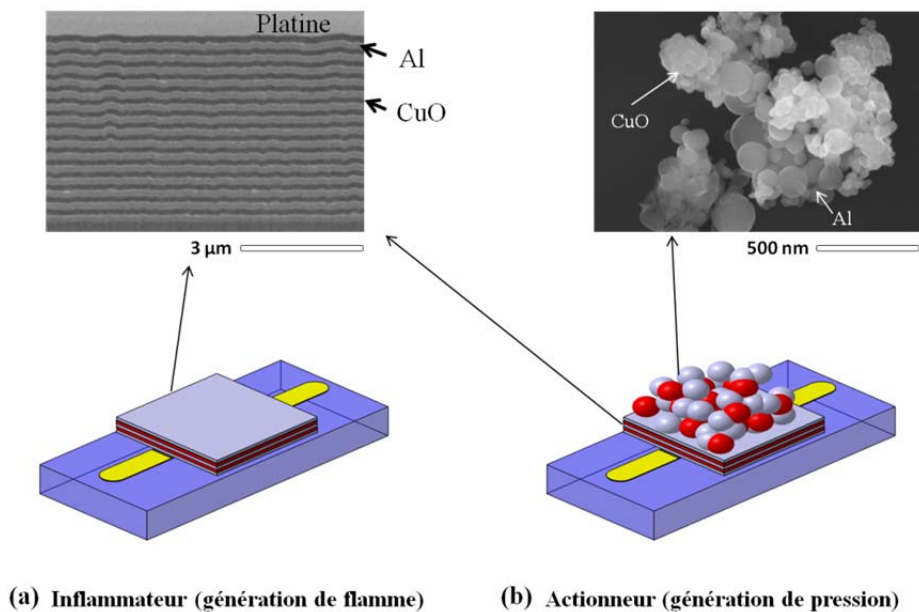 Platine
Al
CuO
3 µm
CuO
Al
500 nm
(a) Inflammateur (génération de flamme)
(b) Actionneur (génération de pression)